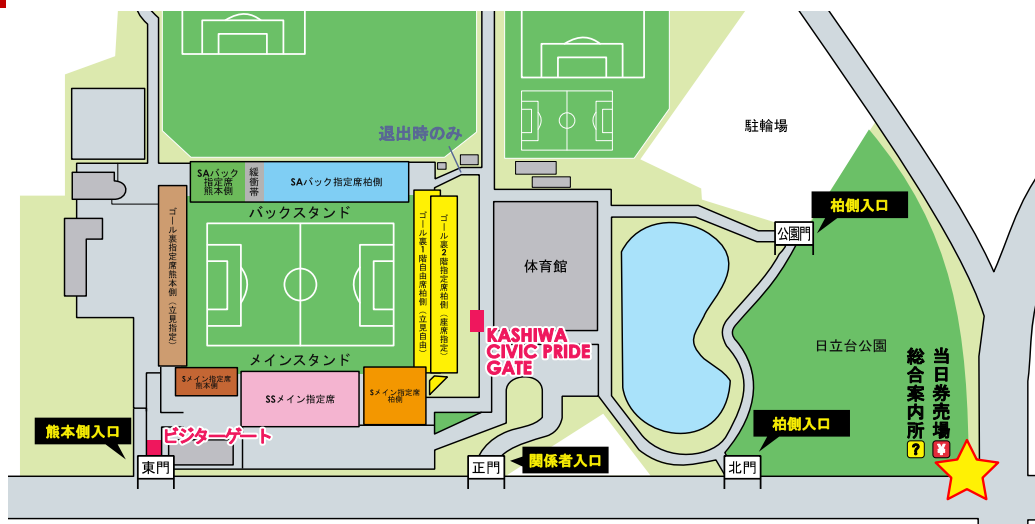 退出時のみ
駐輪場
SAバック
指定席
熊本側
緩衝帯
SAバック指定席柏側
バックスタンド
ゴール裏指定席熊本側（立見指定）
ゴール裏1階自由席柏側（立見自由）
ゴール裏2階指定席柏側（座席指定）
体育館
柏側入口
公園門
KASHIWA
CIVIC PRIDE
GATE
日立台公園
メインスタンド
Sメイン指定席
熊本側
SSメイン指定席
Sメイン指定席
柏側
当日券売場¥
総合案内所?
柏側入口
熊本側入口
ビジターゲート
東門
正門
関係者入口
北門